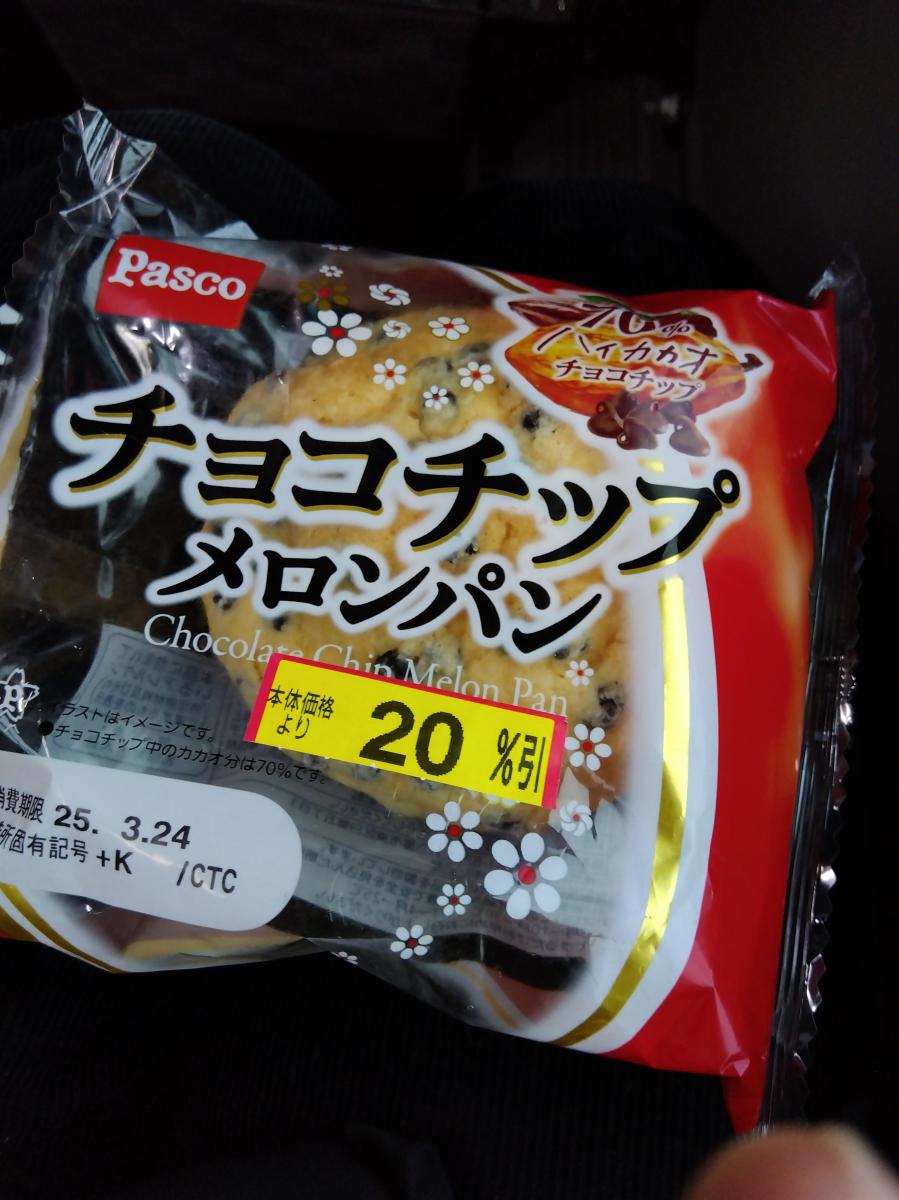 Pasco
70%
ハイカカオ
チョコチップ
チョコチップ
メロンパン
Chocolate Chip Melon Pan
本体価格
より
20
%引
イラストはイメージです。
●チョコチップ中のカカオ分は70%です。
消費期限 25. 3.24
所固有記号 +K /CTC